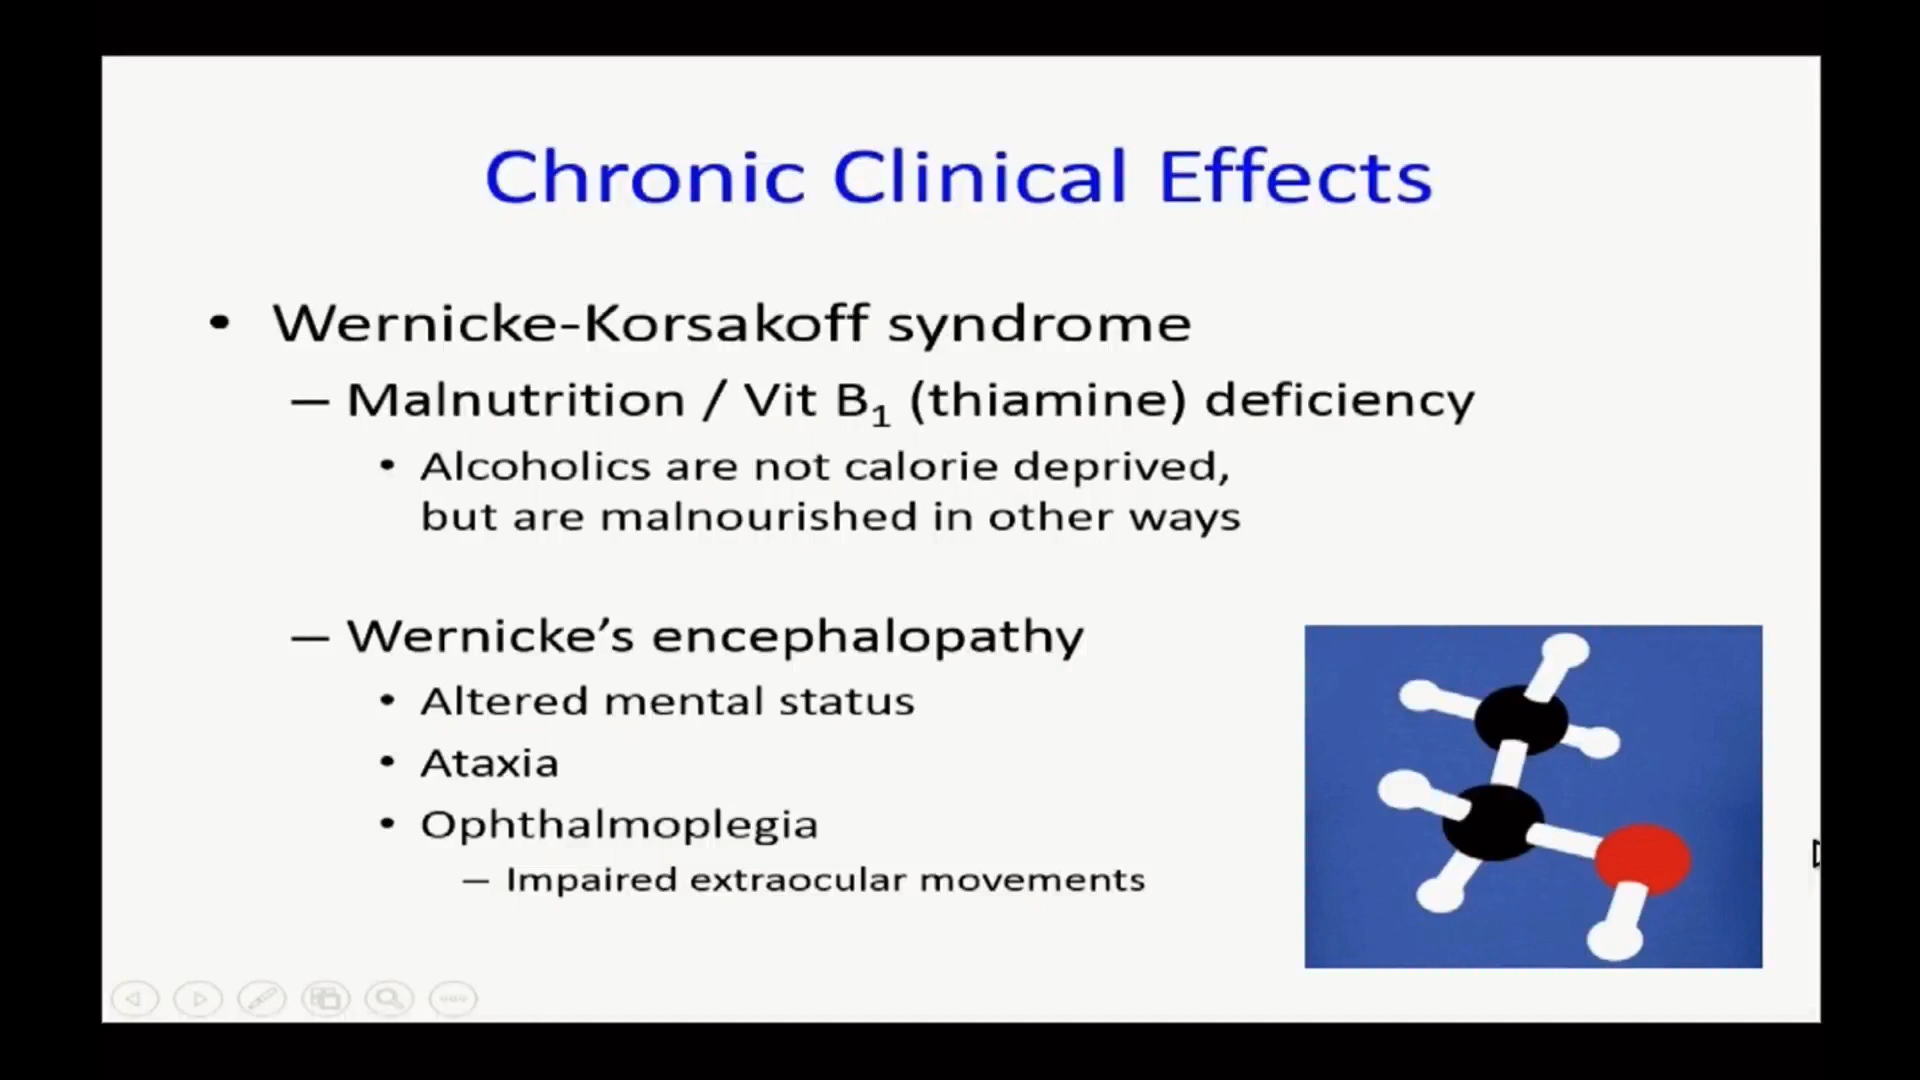 Chronic Clinical Effects
• Wernicke-Korsakoff syndrome
– Malnutrition / Vit B₁ (thiamine) deficiency
• Alcoholics are not calorie deprived,
but are malnourished in other ways
– Wernicke’s encephalopathy
• Altered mental status
• Ataxia
• Ophthalmoplegia
– Impaired extraocular movements